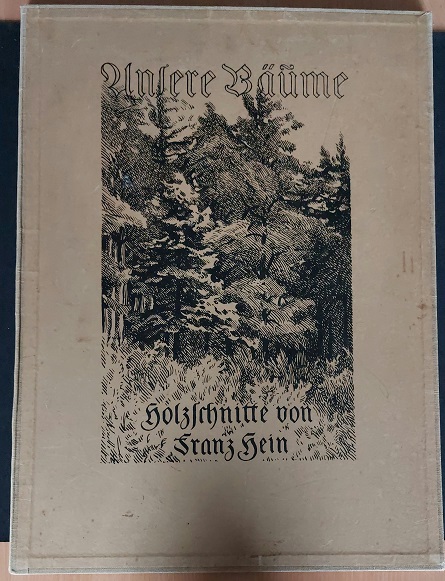 Unsere Bäume
Holzschnitte von
Franz Hein